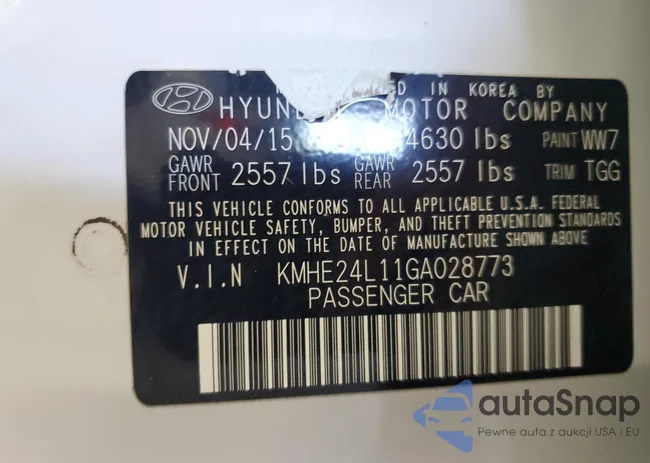 ED IN KOREA BY
HYUN MOTOR COMPANY
NOV/04/15 4630 lbs PAINT WW7
GAWR FRONT 2557 lbs GAWR REAR 2557 lbs TRIM TGG
THIS VEHICLE CONFORMS TO ALL APPLICABLE U.S.A. FEDERAL
MOTOR VEHICLE SAFETY, BUMPER, AND THEFT PREVENTION STANDARDS
IN EFFECT ON THE DATE OF MANUFACTURE SHOWN ABOVE
V.I.N KMHE24L11GA028773
PASSENGER CAR
autaSnap
Pewne auta z aukcji USA i EU